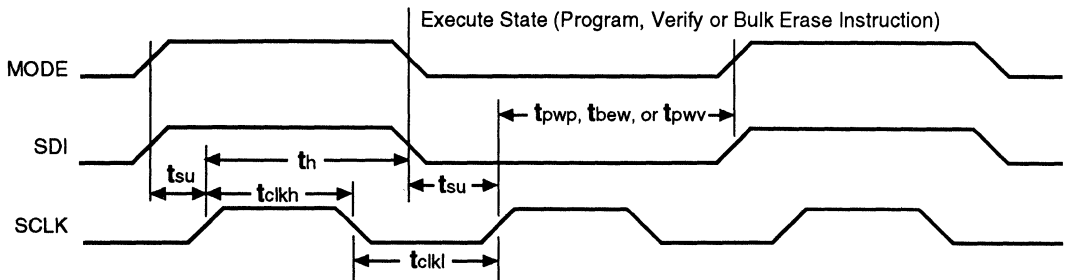 Execute State (Program, Verify or Bulk Erase Instruction)
MODE
tpwp, tbew, or tpwv
SDI
th
tsu
tsu
tclkh
SCLK
tclkl